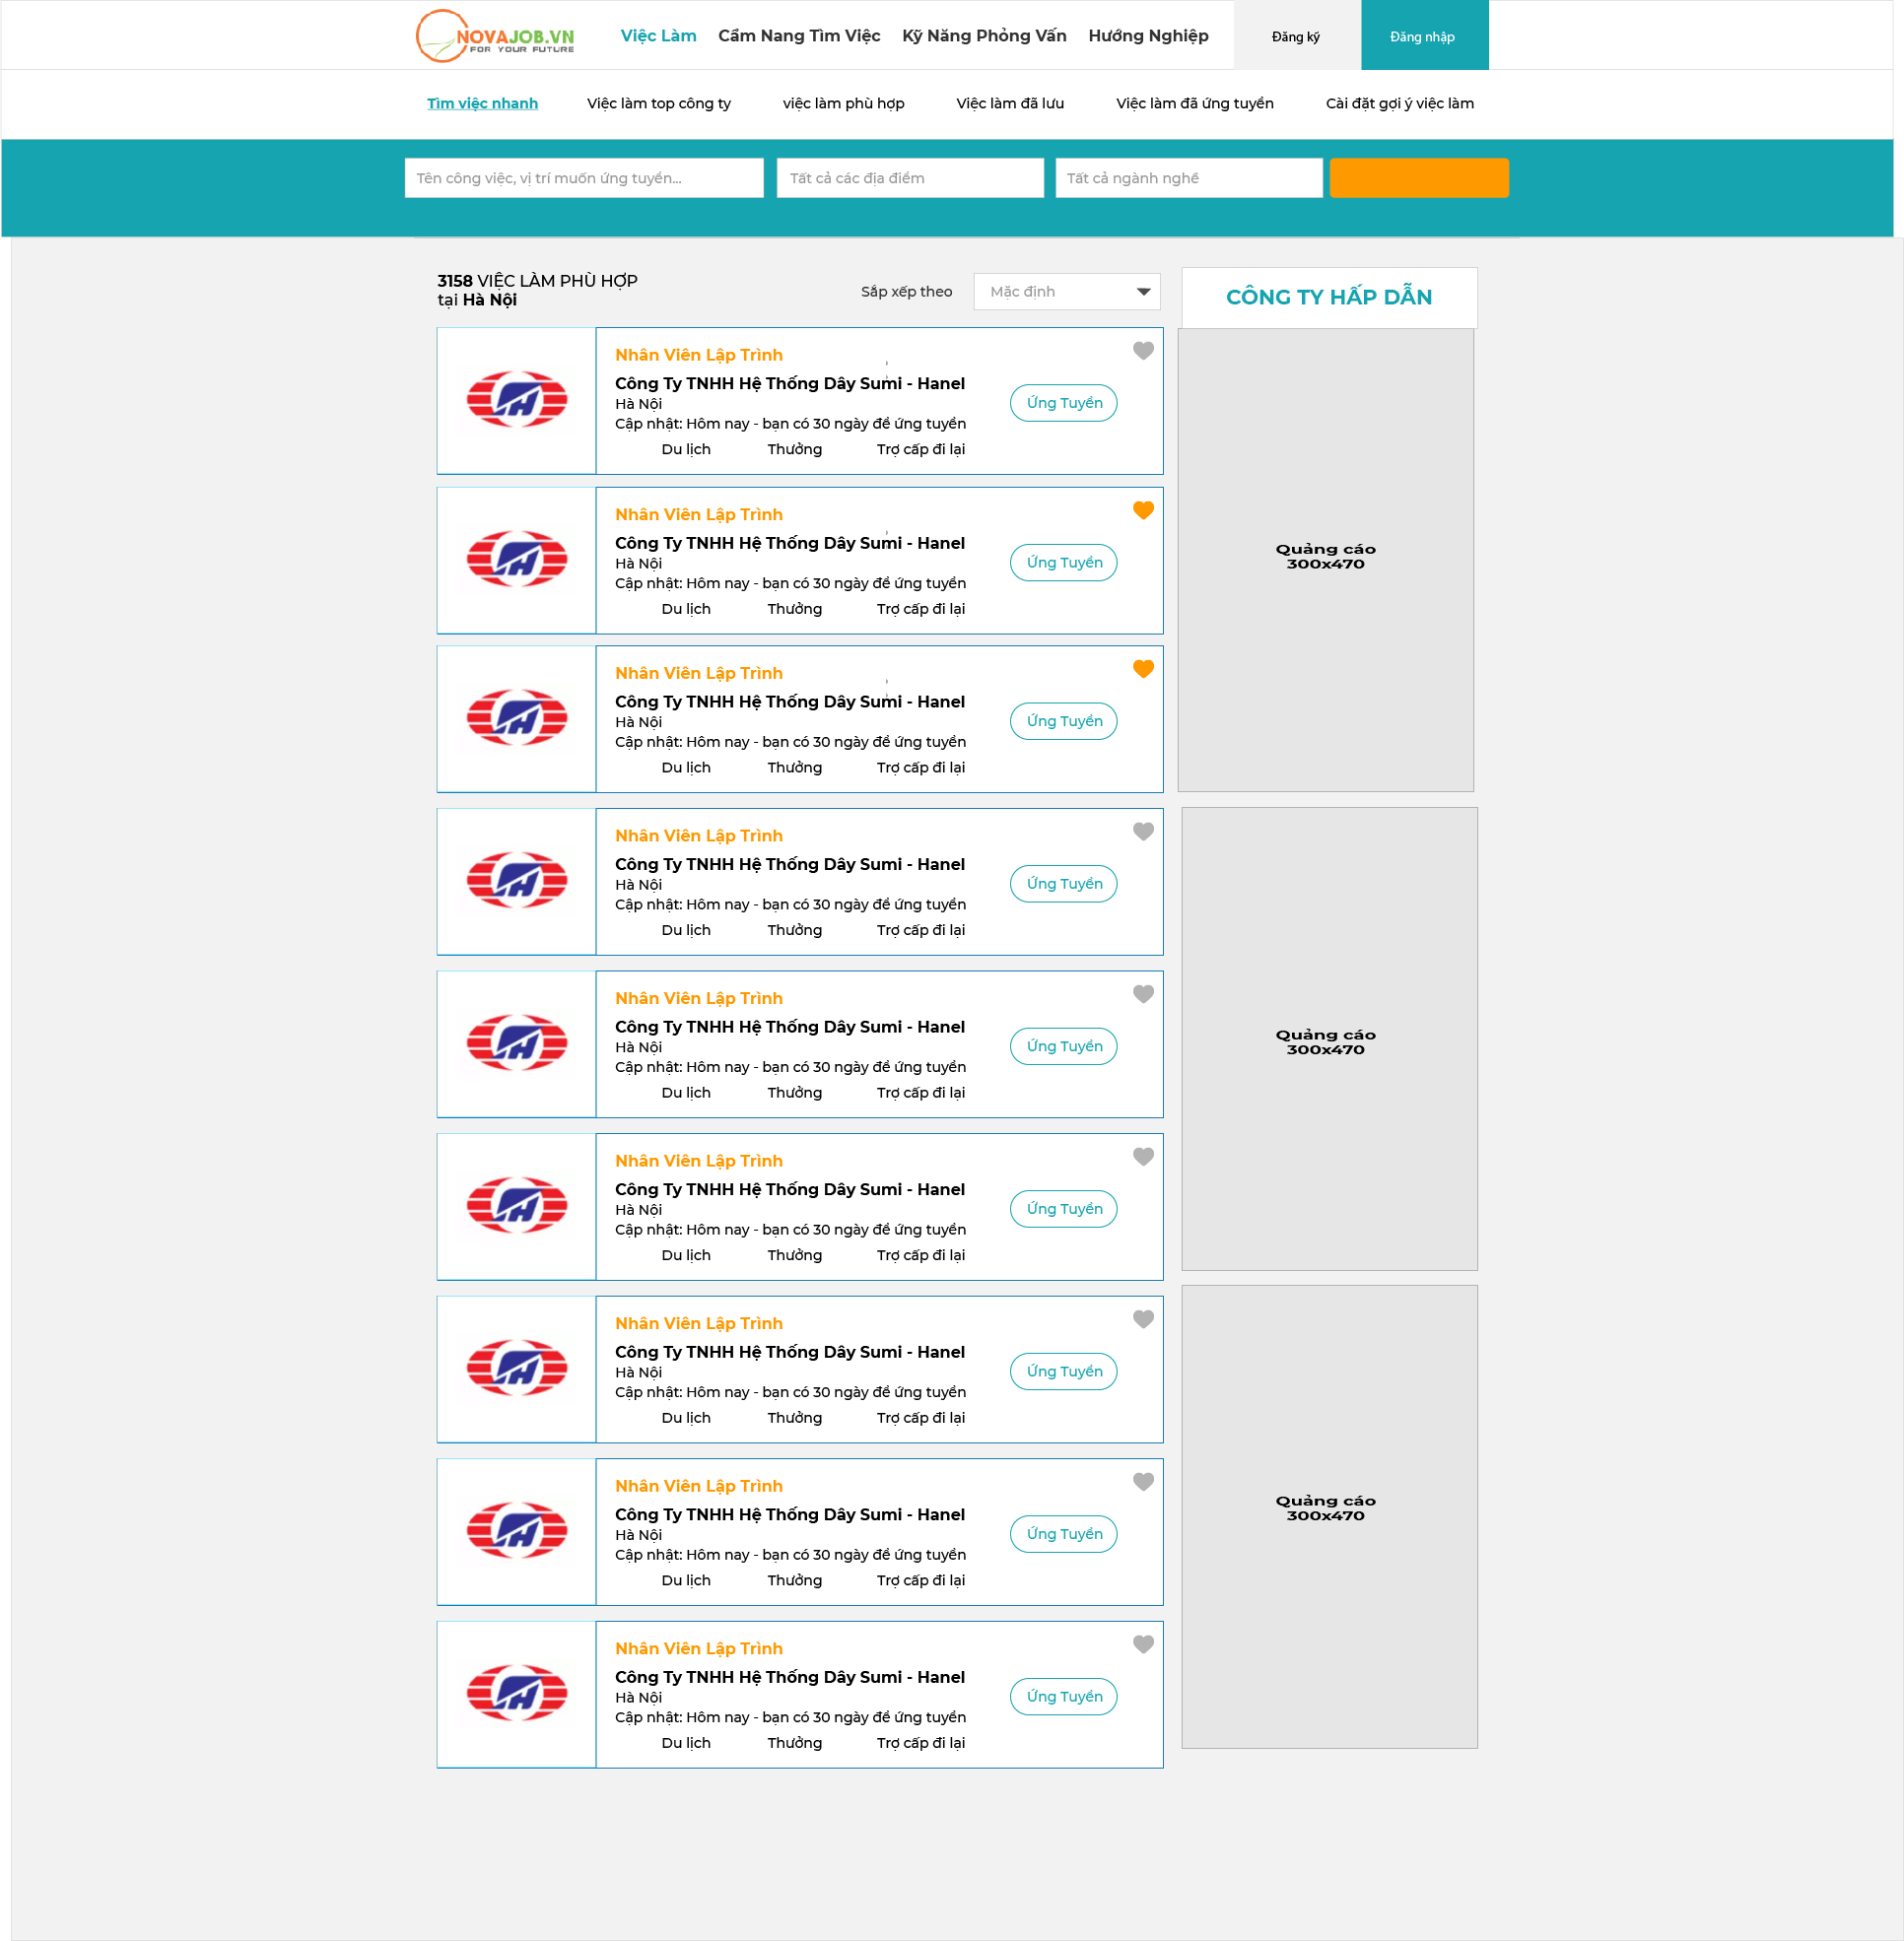 NOVAJOB.VN
FOR YOUR FUTURE
Việc Làm Cẩm Nang Tìm Việc Kỹ Năng Phỏng Vấn Hướng Nghiệp Đăng ký Đăng nhập
Tìm việc nhanh Việc làm top công ty việc làm phù hợp Việc làm đã lưu Việc làm đã ứng tuyển Cài đặt gợi ý việc làm
Tên công việc, vị trí muốn ứng tuyển... Tất cả các địa điểm Tất cả ngành nghề
3158 VIỆC LÀM PHÙ HỢP
tại Hà Nội
Sắp xếp theo Mặc định
CÔNG TY HẤP DẪN
Nhân Viên Lập Trình
Công Ty TNHH Hệ Thống Dây Sumi - Hanel
Hà Nội
Cập nhật: Hôm nay - bạn có 30 ngày để ứng tuyển
Du lịch Thưởng Trợ cấp đi lại
Ứng Tuyển
Nhân Viên Lập Trình
Công Ty TNHH Hệ Thống Dây Sumi - Hanel
Hà Nội
Cập nhật: Hôm nay - bạn có 30 ngày để ứng tuyển
Du lịch Thưởng Trợ cấp đi lại
Ứng Tuyển
Nhân Viên Lập Trình
Công Ty TNHH Hệ Thống Dây Sumi - Hanel
Hà Nội
Cập nhật: Hôm nay - bạn có 30 ngày để ứng tuyển
Du lịch Thưởng Trợ cấp đi lại
Ứng Tuyển
Nhân Viên Lập Trình
Công Ty TNHH Hệ Thống Dây Sumi - Hanel
Hà Nội
Cập nhật: Hôm nay - bạn có 30 ngày để ứng tuyển
Du lịch Thưởng Trợ cấp đi lại
Ứng Tuyển
Nhân Viên Lập Trình
Công Ty TNHH Hệ Thống Dây Sumi - Hanel
Hà Nội
Cập nhật: Hôm nay - bạn có 30 ngày để ứng tuyển
Du lịch Thưởng Trợ cấp đi lại
Ứng Tuyển
Nhân Viên Lập Trình
Công Ty TNHH Hệ Thống Dây Sumi - Hanel
Hà Nội
Cập nhật: Hôm nay - bạn có 30 ngày để ứng tuyển
Du lịch Thưởng Trợ cấp đi lại
Ứng Tuyển
Nhân Viên Lập Trình
Công Ty TNHH Hệ Thống Dây Sumi - Hanel
Hà Nội
Cập nhật: Hôm nay - bạn có 30 ngày để ứng tuyển
Du lịch Thưởng Trợ cấp đi lại
Ứng Tuyển
Nhân Viên Lập Trình
Công Ty TNHH Hệ Thống Dây Sumi - Hanel
Hà Nội
Cập nhật: Hôm nay - bạn có 30 ngày để ứng tuyển
Du lịch Thưởng Trợ cấp đi lại
Ứng Tuyển
Nhân Viên Lập Trình
Công Ty TNHH Hệ Thống Dây Sumi - Hanel
Hà Nội
Cập nhật: Hôm nay - bạn có 30 ngày để ứng tuyển
Du lịch Thưởng Trợ cấp đi lại
Ứng Tuyển
Quảng cáo
300x470
Quảng cáo
300x470
Quảng cáo
300x470